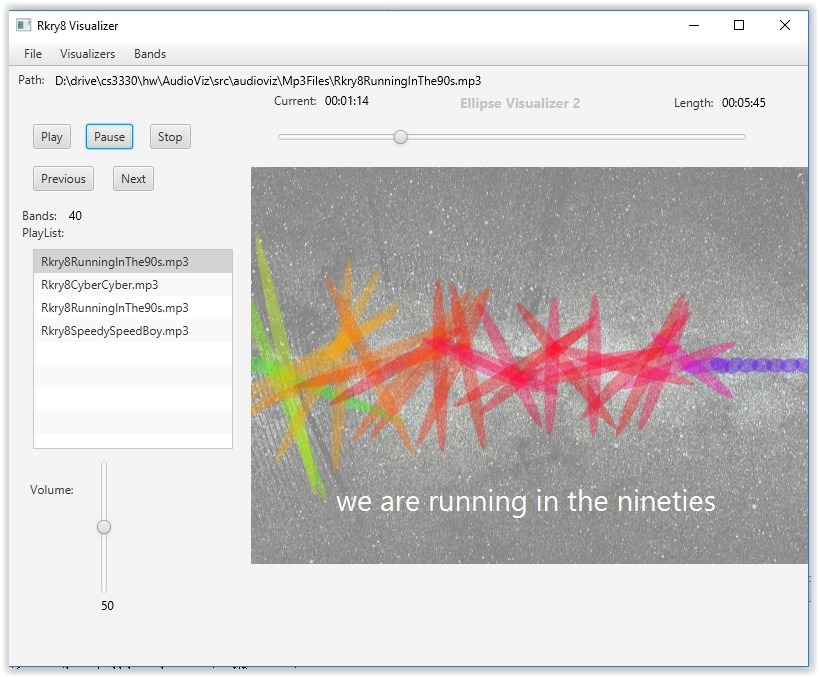 Rkry8 Visualizer
File Visualizers Bands
Path: D:\drive\cs3330\hw\AudioViz\src\audioviz\Mp3Files\Rkry8RunningInThe90s.mp3
Current: 00:01:14 Ellipse Visualizer 2 Length: 00:05:45
Play Pause Stop
Previous Next
Bands: 40
PlayList:
Rkry8RunningInThe90s.mp3
Rkry8CyberCyber.mp3
Rkry8RunningInThe90s.mp3
Rkry8SpeedySpeedBoy.mp3
Volume:
we are running in the nineties
50